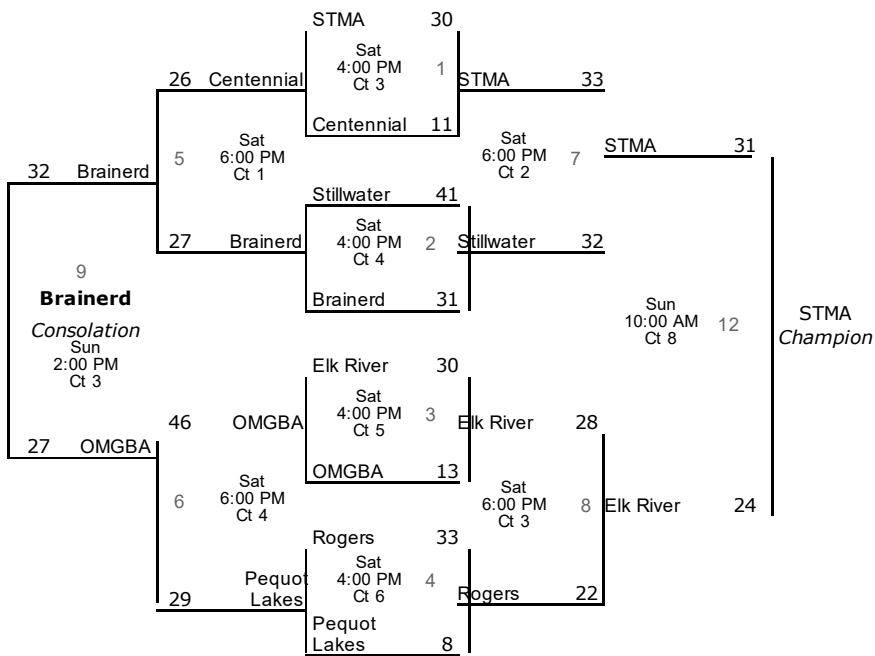 STMA 30
Sat
4:00 PM 1
Ct 3
26 Centennial
STMA 33
Centennial 11
Sat
6:00 PM
Ct 1
5
Sat
6:00 PM 7
Ct 2
STMA 31
32 Brainerd
Stillwater 41
Sat
4:00 PM 2
Ct 4
27 Brainerd
Stillwater 32
Brainerd 31
9
Brainerd
Consolation
Sun
2:00 PM
Ct 3
Sun
10:00 AM 12
Ct 8
STMA
Champion
Elk River 30
Sat
4:00 PM 3
Ct 5
46 OMGBA
Elk River 28
27 OMGBA
OMGBA 13
Sat
6:00 PM
Ct 4
6
Sat
6:00 PM 8
Ct 3
Elk River 24
Rogers 33
Sat
4:00 PM 4
Ct 6
Pequot
Lakes
29
Rogers 22
Pequot
Lakes 8